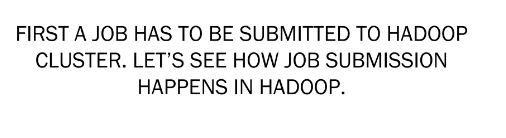 FIRST A JOB HAS TO BE SUBMITTED TO HADOOP
CLUSTER. LET'S SEE HOW JOB SUBMISSION
HAPPENS IN HADOOP.